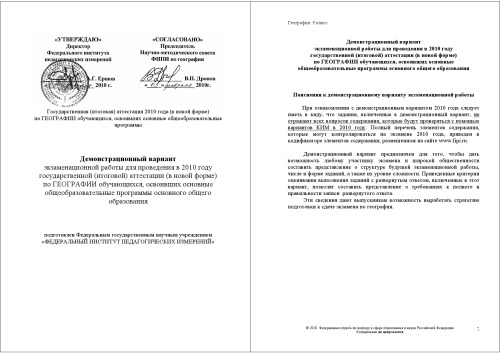 «УТВЕРЖДАЮ»
Директор
Федерального института
педагогических измерений
А.Г. Ершов
2010 г.
«СОГЛАСОВАНО»
Председатель
Научно-методического совета
ФИПИ по географии
В.П. Дронов
2010г.
Государственная (итоговая) аттестация 2010 года (в новой форме)
по ГЕОГРАФИИ обучающихся, освоивших основные общеобразовательные
программы
Демонстрационный вариант
экзаменационной работы для проведения в 2010 году
государственной (итоговой) аттестации (в новой форме)
по ГЕОГРАФИИ обучающихся, освоивших основные
общеобразовательные программы основного общего
образования
подготовлен Федеральным государственным научным учреждением
«ФЕДЕРАЛЬНЫЙ ИНСТИТУТ ПЕДАГОГИЧЕСКИХ ИЗМЕРЕНИЙ»
География. 9 класс
Демонстрационный вариант
экзаменационной работы для проведения в 2010 году
государственной (итоговой) аттестации (в новой форме)
по ГЕОГРАФИИ обучающихся, освоивших основные
общеобразовательные программы основного общего образования
Пояснения к демонстрационному варианту экзаменационной работы
При ознакомлении с демонстрационным вариантом 2010 года следует
иметь в виду, что задания, включенные в демонстрационный вариант, не
отражают всех вопросов содержания, которые будут проверяться с помощью
вариантов КИМ в 2010 году. Полный перечень элементов содержания,
которые могут контролироваться на экзамене 2010 года, приведен в
кодификаторе элементов содержания, размещенном на сайте www.fipi.ru.
Демонстрационный вариант предназначен для того, чтобы дать
возможность любому участнику экзамена и широкой общественности
составить представление о структуре будущей экзаменационной работы,
числе и форме заданий, а также их уровне сложности. Приведенные критерии
оценивания выполнения заданий с развернутым ответом, включенные в этот
вариант, позволят составить представление о требованиях к полноте и
правильности записи развернутого ответа.
Эти сведения дают выпускникам возможность выработать стратегию
подготовки к сдаче экзамена по географии.
© 2010 Федеральная служба по надзору в сфере образования и науки Российской Федерации
Копирование не допускается
2